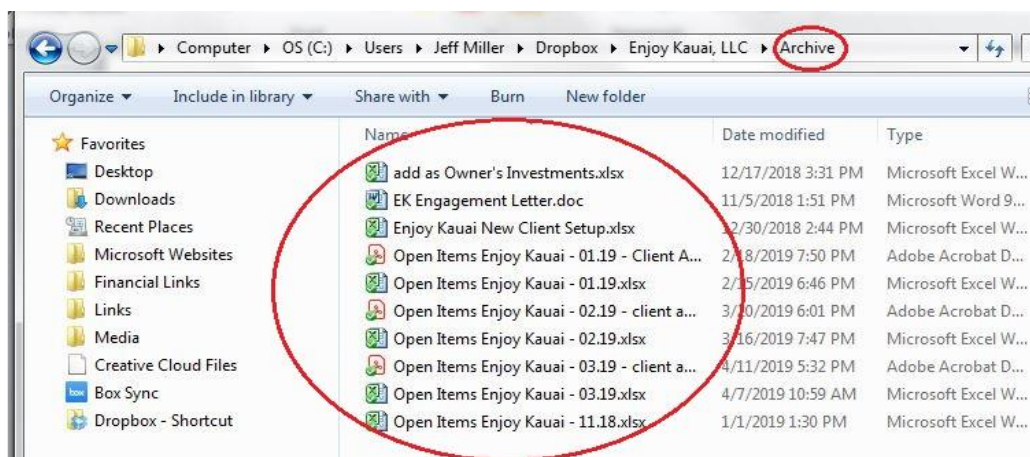 Computer ▸ OS (C:) ▸ Users ▸ Jeff Miller ▸ Dropbox ▸ Enjoy Kauai, LLC ▸ Archive
Organize Include in library Share with Burn New folder
Favorites
Desktop
Downloads
Recent Places
Microsoft Websites
Financial Links
Links
Media
Creative Cloud Files
box Box Sync
Dropbox - Shortcut
Name Date modified Type
add as Owner's Investments.xlsx 12/17/2018 3:31 PM Microsoft Excel W...
EK Engagement Letter.doc 11/5/2018 1:51 PM Microsoft Word 9...
Enjoy Kauai New Client Setup.xlsx 12/30/2018 2:44 PM Microsoft Excel W...
Open Items Enjoy Kauai - 01.19 - Client A... 2/18/2019 7:50 PM Adobe Acrobat D...
Open Items Enjoy Kauai - 01.19.xlsx 2/15/2019 6:46 PM Microsoft Excel W...
Open Items Enjoy Kauai - 02.19 - client a... 3/20/2019 6:01 PM Adobe Acrobat D...
Open Items Enjoy Kauai - 02.19.xlsx 3/16/2019 7:47 PM Microsoft Excel W...
Open Items Enjoy Kauai - 03.19 - client a... 4/11/2019 5:32 PM Adobe Acrobat D...
Open Items Enjoy Kauai - 03.19.xlsx 4/7/2019 10:59 AM Microsoft Excel W...
Open Items Enjoy Kauai - 11.18.xlsx 1/1/2019 1:30 PM Microsoft Excel W...